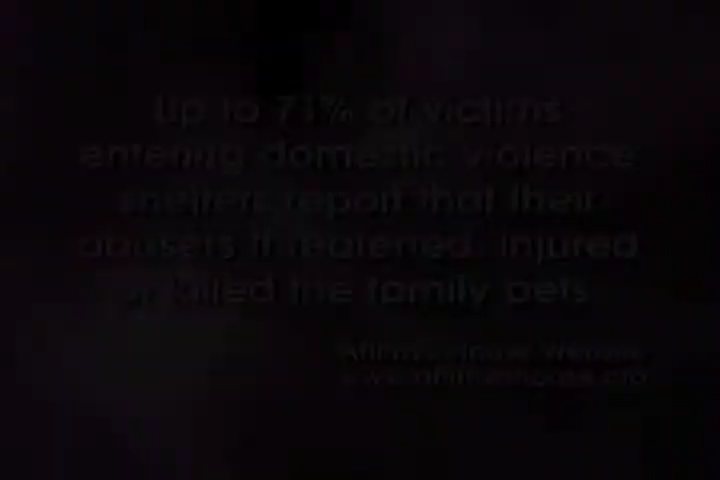 Up to 71% of victims
entering domestic violence
shelters report that their
abusers threatened, injured
or killed the family pets